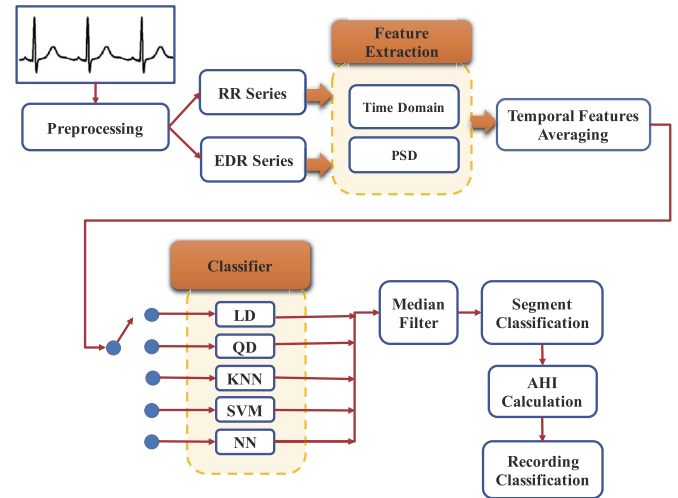 Feature
Extraction
RR Series
Time Domain
Preprocessing
Temporal Features
Averaging
EDR Series
PSD
Classifier
LD
QD
KNN
SVM
NN
Median
Filter
Segment
Classification
AHI
Calculation
Recording
Classification